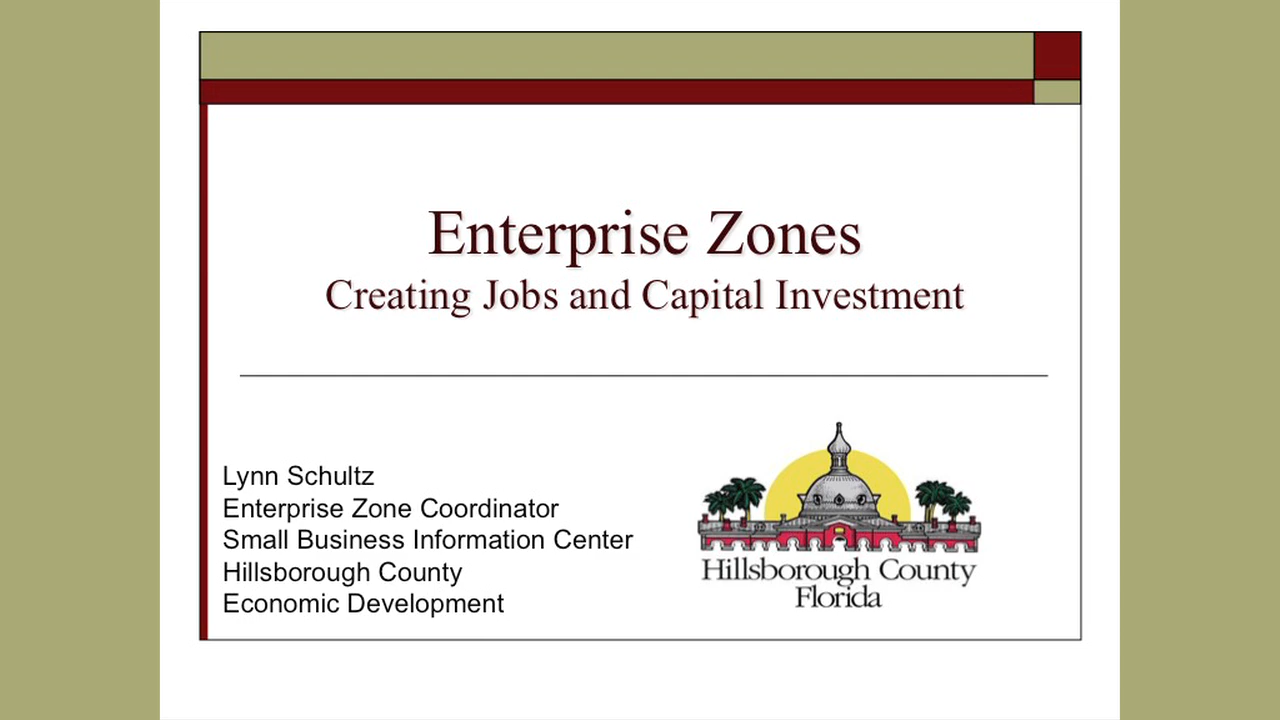 Enterprise Zones
Creating Jobs and Capital Investment
Lynn Schultz
Enterprise Zone Coordinator
Small Business Information Center
Hillsborough County
Economic Development
Hillsborough County
Florida